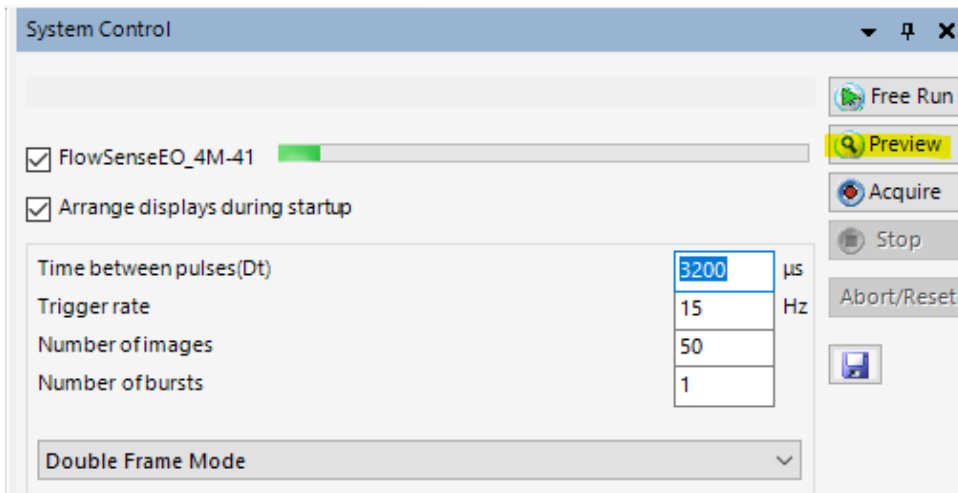 System Control
Free Run
FlowSenseEO_4M-41
Preview
Arrange displays during startup
Acquire
Stop
Time between pulses(Dt) 3200 µs
Trigger rate 15 Hz
Abort/Reset
Number of images 50
Number of bursts 1
Double Frame Mode